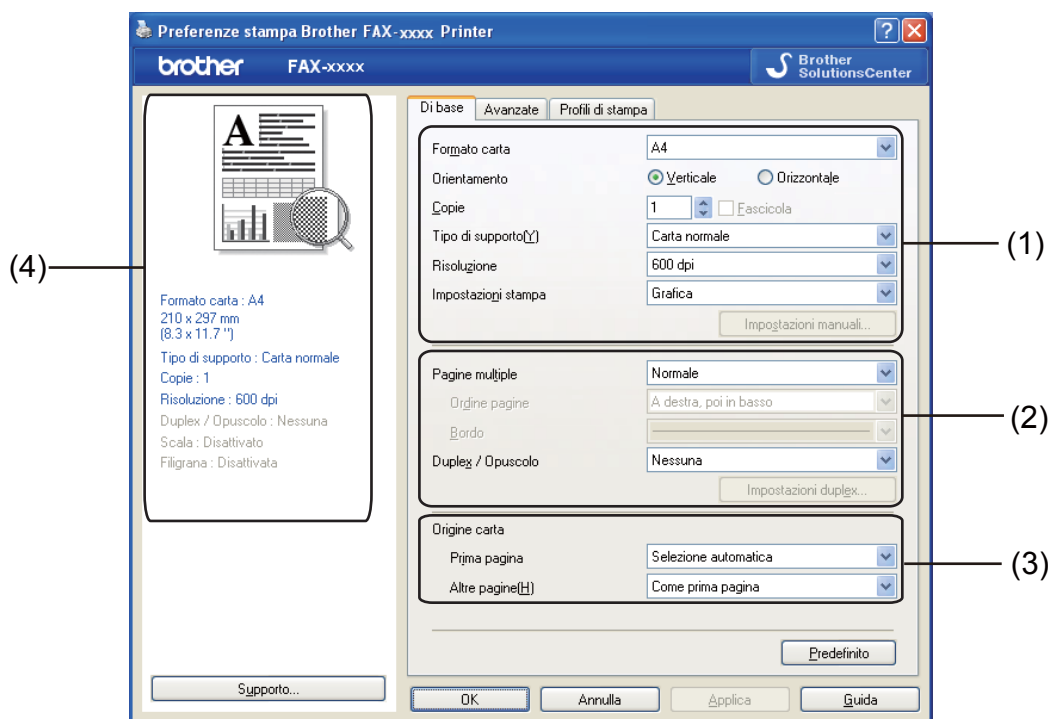 Preferenze stampa Brother FAX-xxxx Printer
brother FAX-xxxx
Brother
SolutionsCenter
(4)
A
Formato carta : A4
210 x 297 mm
(8.3 x 11.7 ")
Tipo di supporto : Carta normale
Copie : 1
Risoluzione : 600 dpi
Duplex / Opuscolo : Nessuna
Scala : Disattivato
Filigrana : Disattivata
Supporto...
Di base Avanzate Profili di stampa
Formato carta A4
Orientamento Verticale Orizzontale
Copie 1 Fascicola
Tipo di supporto(Y) Carta normale
Risoluzione 600 dpi
Impostazioni stampa Grafica
Impostazioni manuali...
(1)
Pagine multiple Normale
Ordine pagine A destra, poi in basso
Bordo
Duplex / Opuscolo Nessuna
Impostazioni duplex...
(2)
Origine carta
Prima pagina Selezione automatica
Altre pagine(H) Come prima pagina
(3)
Predefinito
OK Annulla Applica Guida